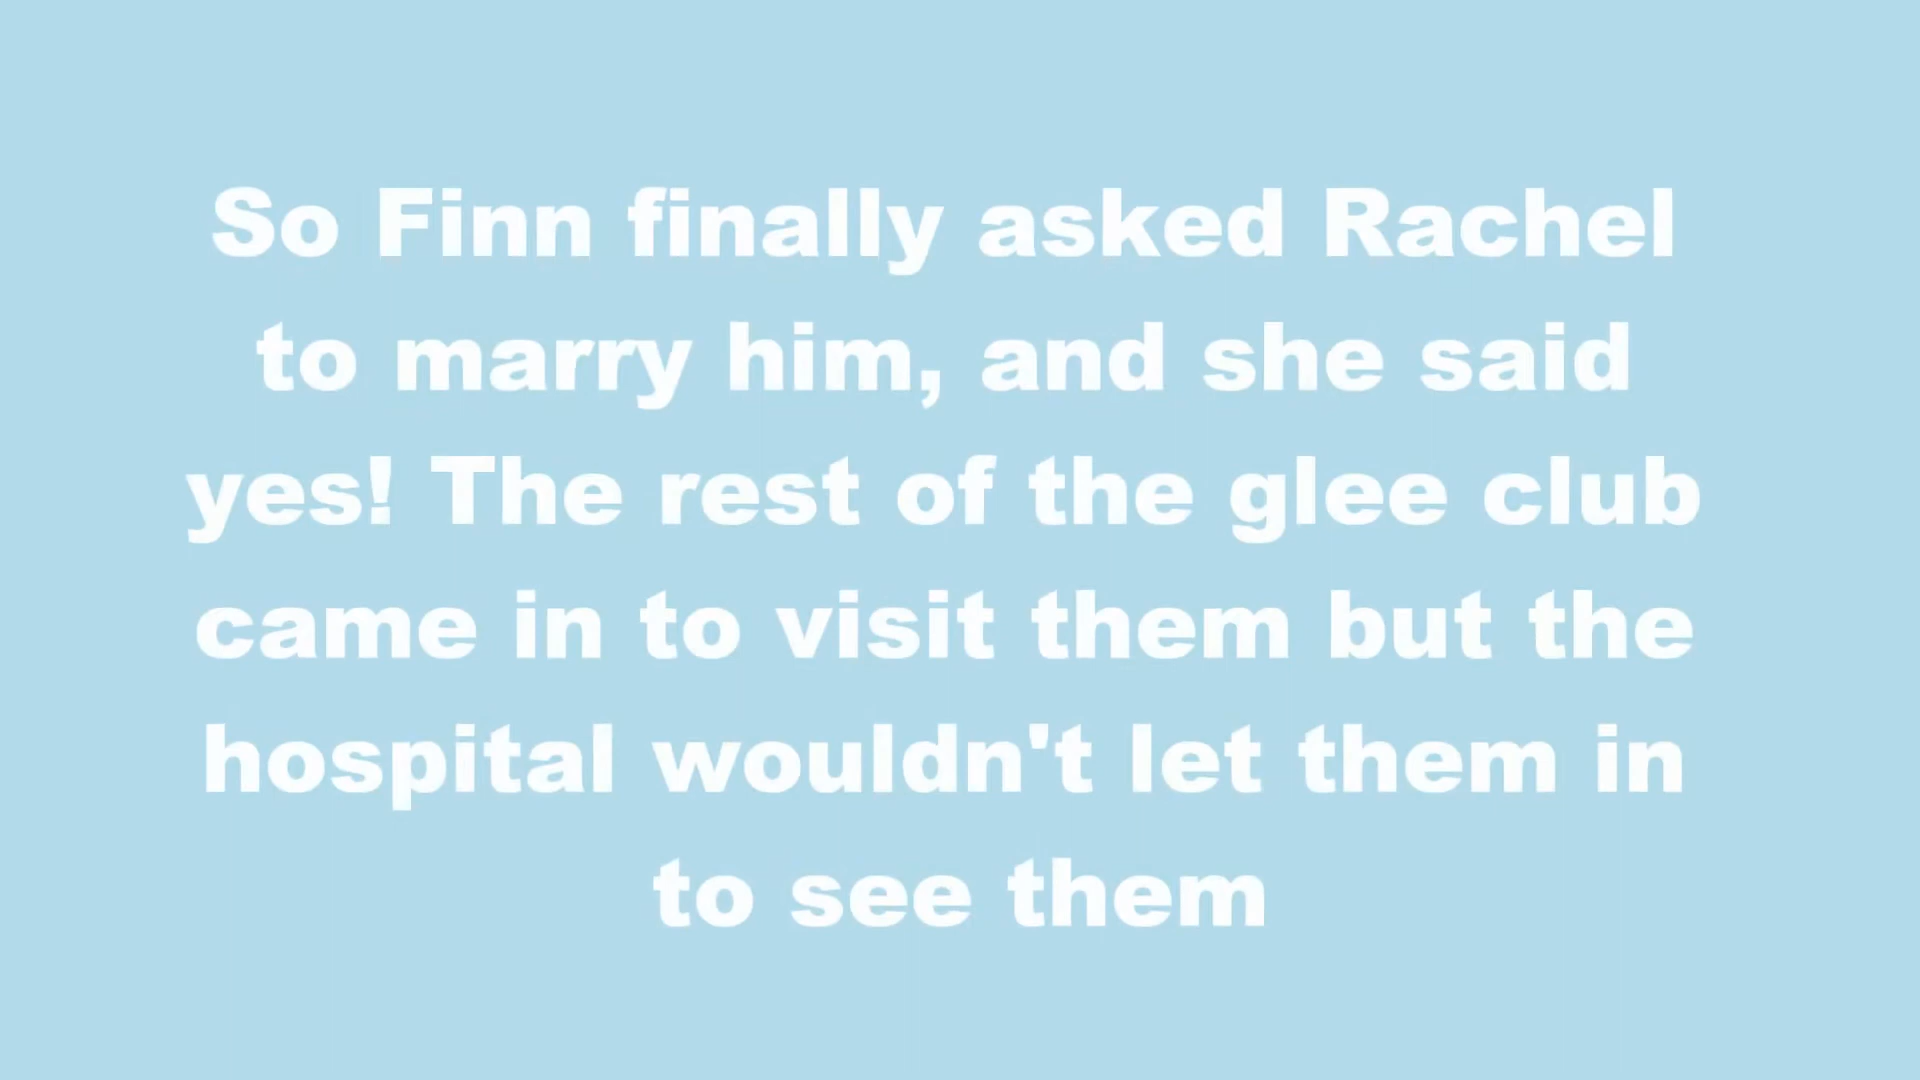 So Finn finally asked Rachel
to marry him, and she said
yes! The rest of the glee club
came in to visit them but the
hospital wouldn't let them in
to see them